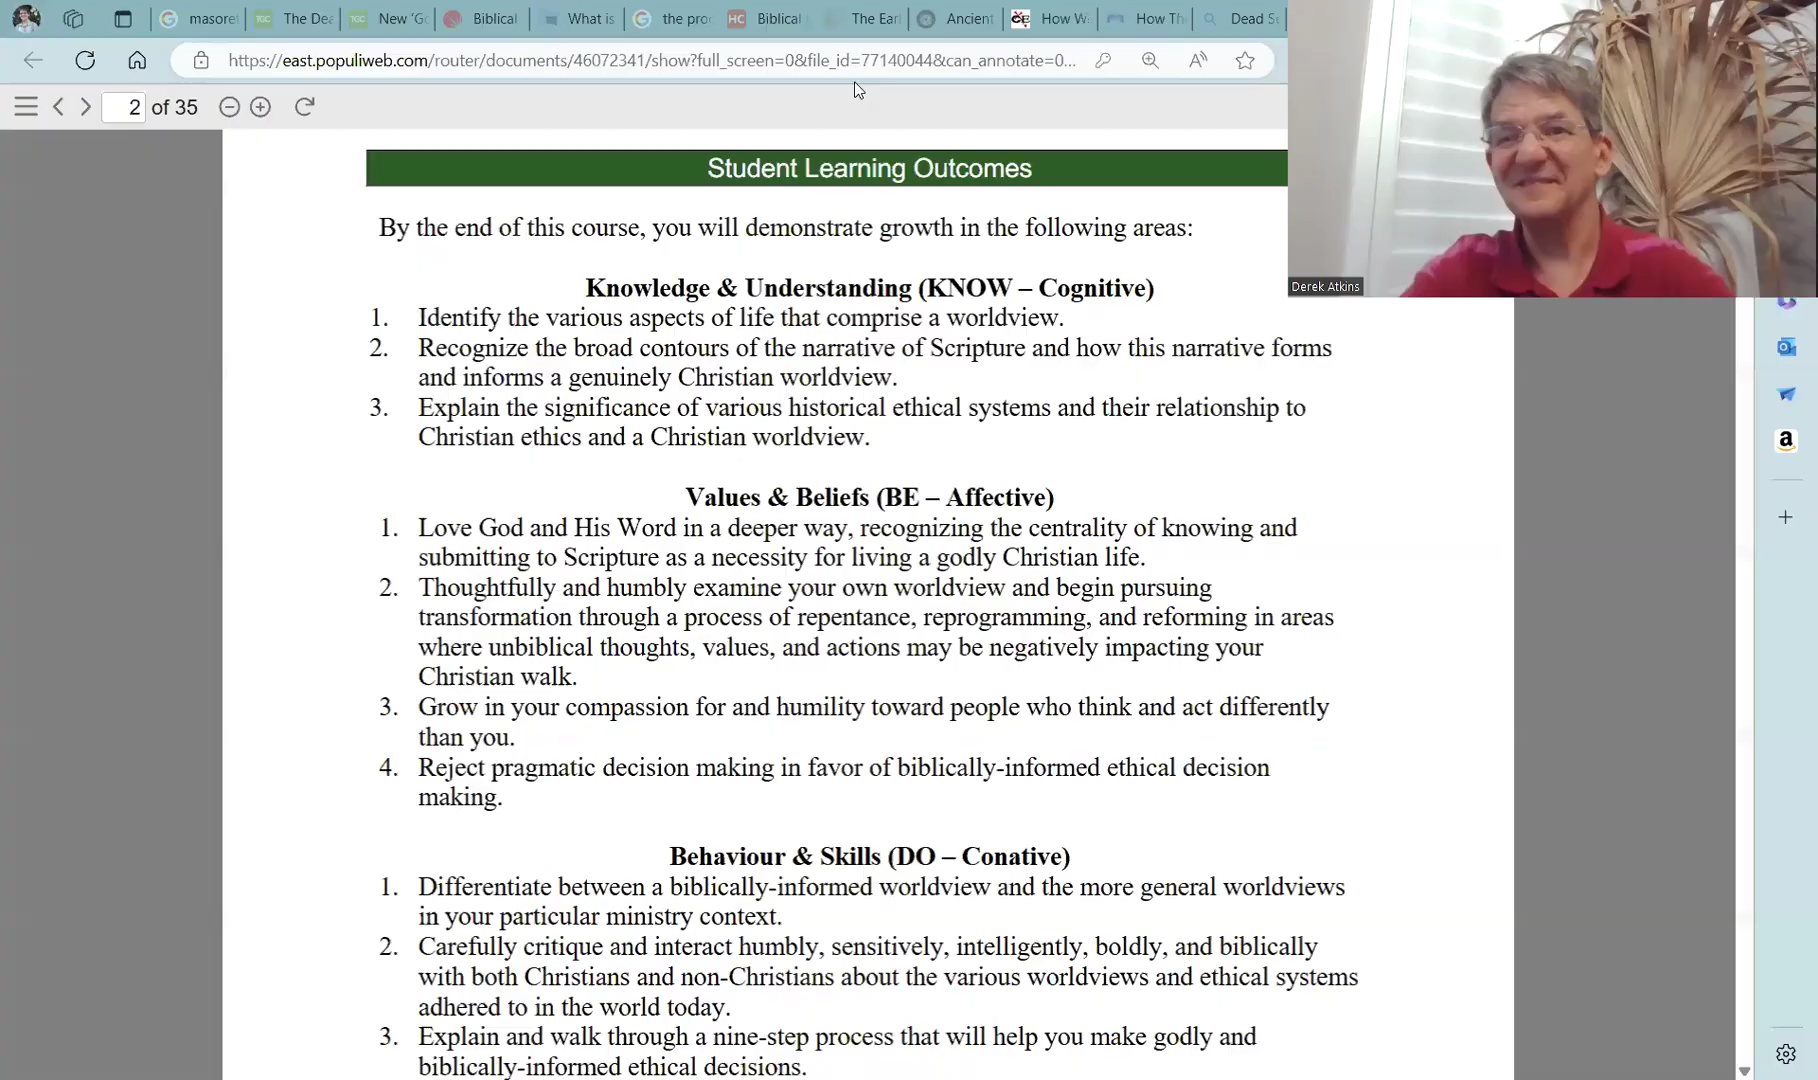 masoret
The Dea
New 'Go
Biblical
What is
the proc
Biblical
The Earl
Ancient
How W
How Th
Dead S
https://east.populiweb.com/router/documents/46072341/show?full_screen=0&file_id=77140044&can_annotate=0...
2 of 35
Derek Atkins
Student Learning Outcomes
By the end of this course, you will demonstrate growth in the following areas:
Knowledge & Understanding (KNOW – Cognitive)
1. Identify the various aspects of life that comprise a worldview.
2. Recognize the broad contours of the narrative of Scripture and how this narrative forms
and informs a genuinely Christian worldview.
3. Explain the significance of various historical ethical systems and their relationship to
Christian ethics and a Christian worldview.
Values & Beliefs (BE – Affective)
1. Love God and His Word in a deeper way, recognizing the centrality of knowing and
submitting to Scripture as a necessity for living a godly Christian life.
2. Thoughtfully and humbly examine your own worldview and begin pursuing
transformation through a process of repentance, reprogramming, and reforming in areas
where unbiblical thoughts, values, and actions may be negatively impacting your
Christian walk.
3. Grow in your compassion for and humility toward people who think and act differently
than you.
4. Reject pragmatic decision making in favor of biblically-informed ethical decision
making.
Behaviour & Skills (DO – Conative)
1. Differentiate between a biblically-informed worldview and the more general worldviews
in your particular ministry context.
2. Carefully critique and interact humbly, sensitively, intelligently, boldly, and biblically
with both Christians and non-Christians about the various worldviews and ethical systems
adhered to in the world today.
3. Explain and walk through a nine-step process that will help you make godly and
biblically-informed ethical decisions.